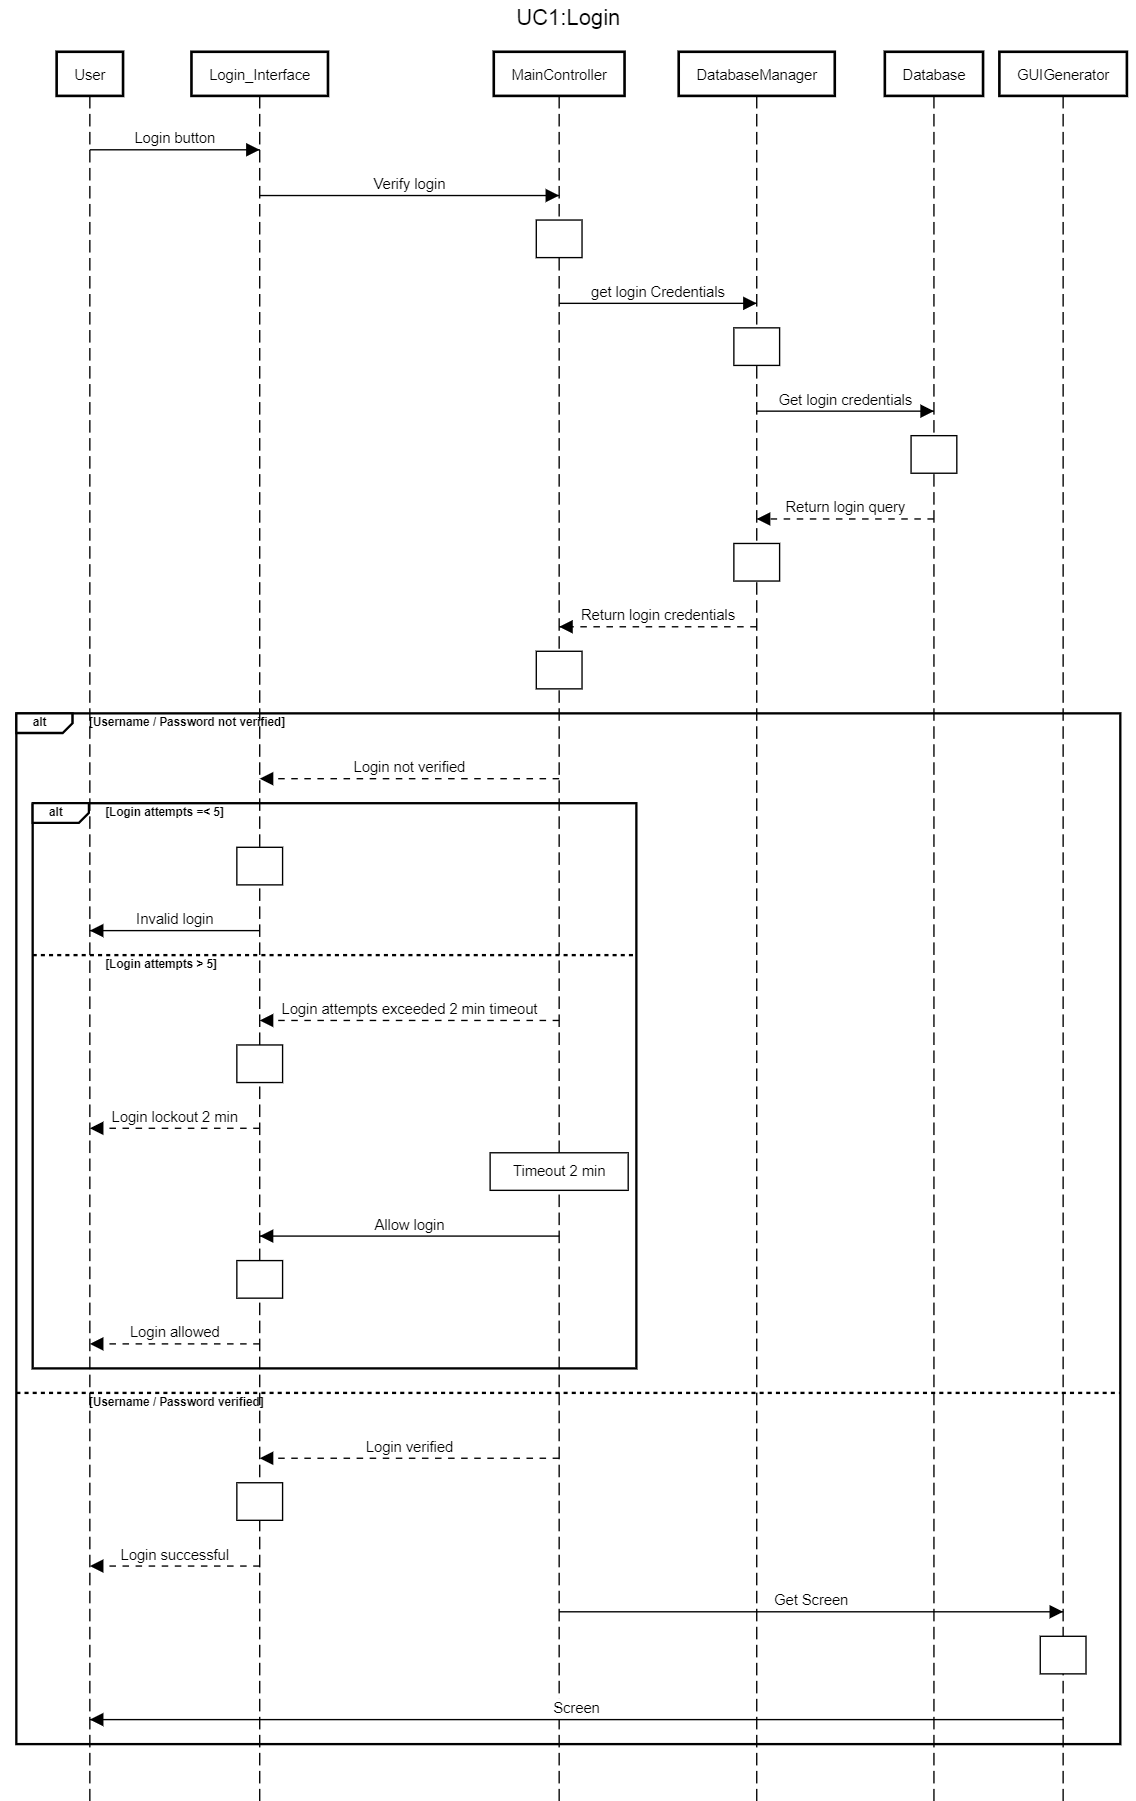 UC1:Login
User
Login_Interface
MainController
DatabaseManager
Database
GUIGenerator
Login button
Verify login
get login Credentials
Get login credentials
Return login query
Return login credentials
alt
[Username / Password not verified]
Login not verified
alt
[Login attempts =< 5]
Invalid login
[Login attempts > 5]
Login attempts exceeded 2 min timeout
Login lockout 2 min
Timeout 2 min
Allow login
Login allowed
[Username / Password verified]
Login verified
Login successful
Get Screen
Screen